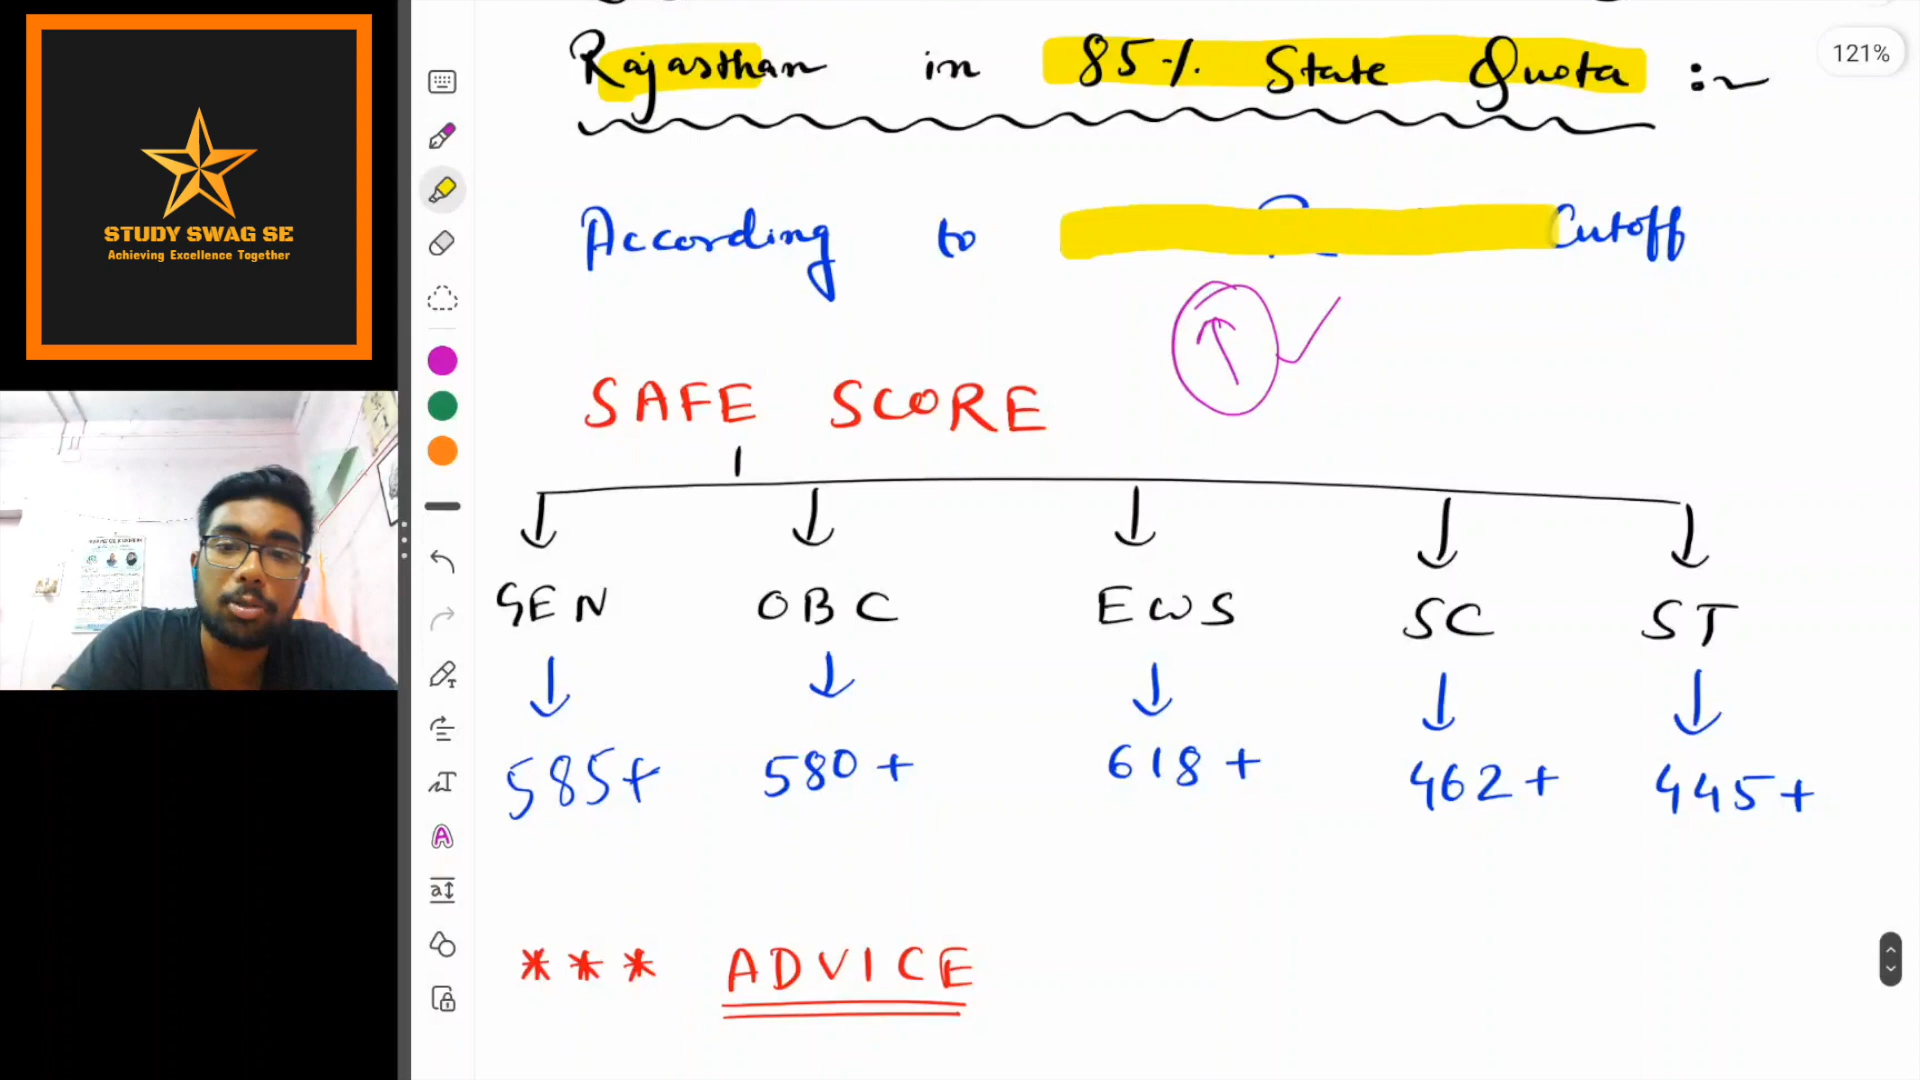 Rajasthan in 85% State Quota :~
According to Cutoff
SAFE SCORE
GEN OBC EWS SC ST
585+ 580+ 618+ 462+ 445+
*** ADVICE
121%
STUDY SWAG SE
Achieving Excellence Together